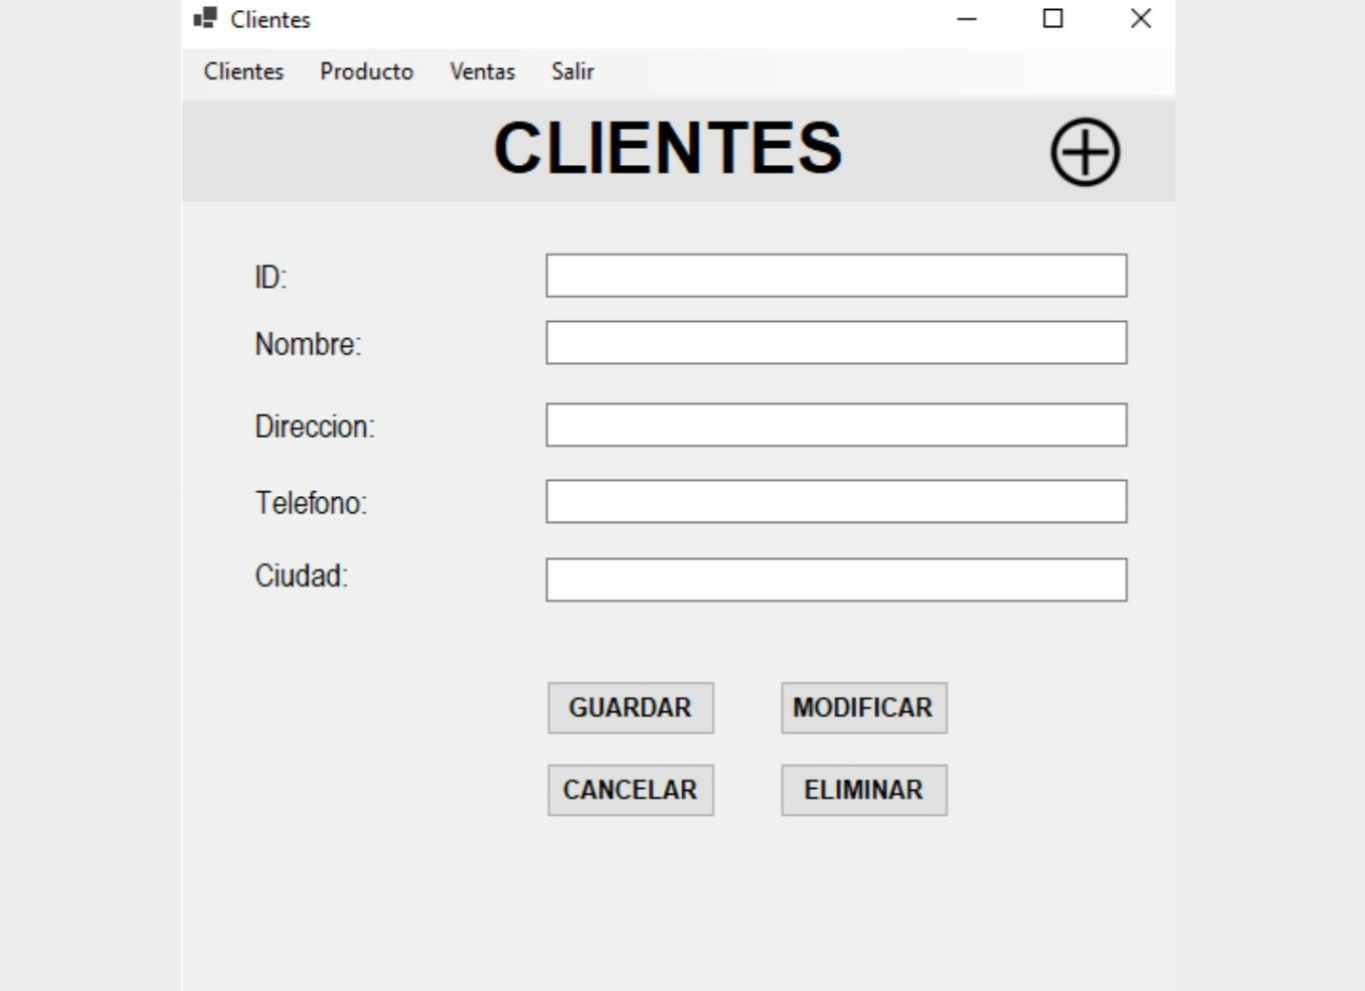 Clientes
Clientes Producto Ventas Salir
CLIENTES
ID:
Nombre:
Direccion:
Telefono:
Ciudad:
GUARDAR MODIFICAR
CANCELAR ELIMINAR